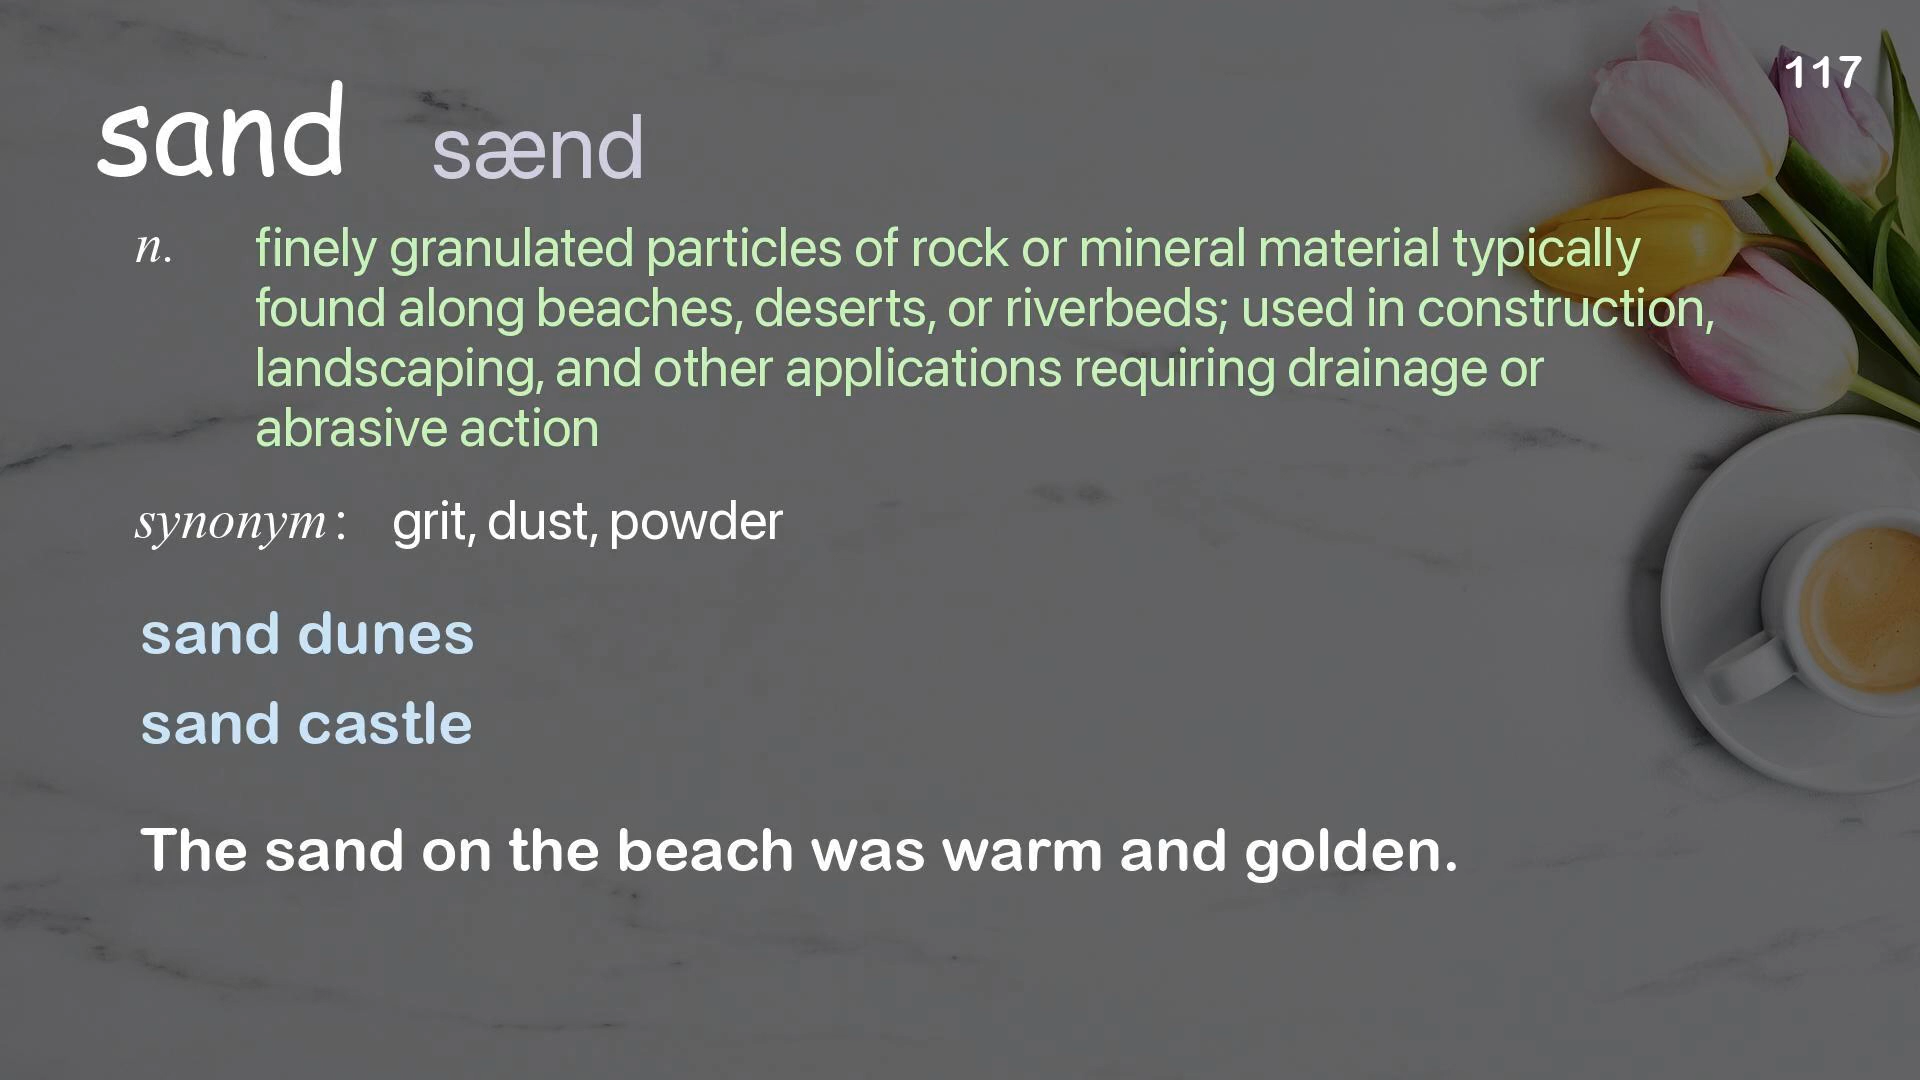 117
sand sænd
n. finely granulated particles of rock or mineral material typically
found along beaches, deserts, or riverbeds; used in construction,
landscaping, and other applications requiring drainage or
abrasive action
synonym: grit, dust, powder
sand dunes
sand castle
The sand on the beach was warm and golden.